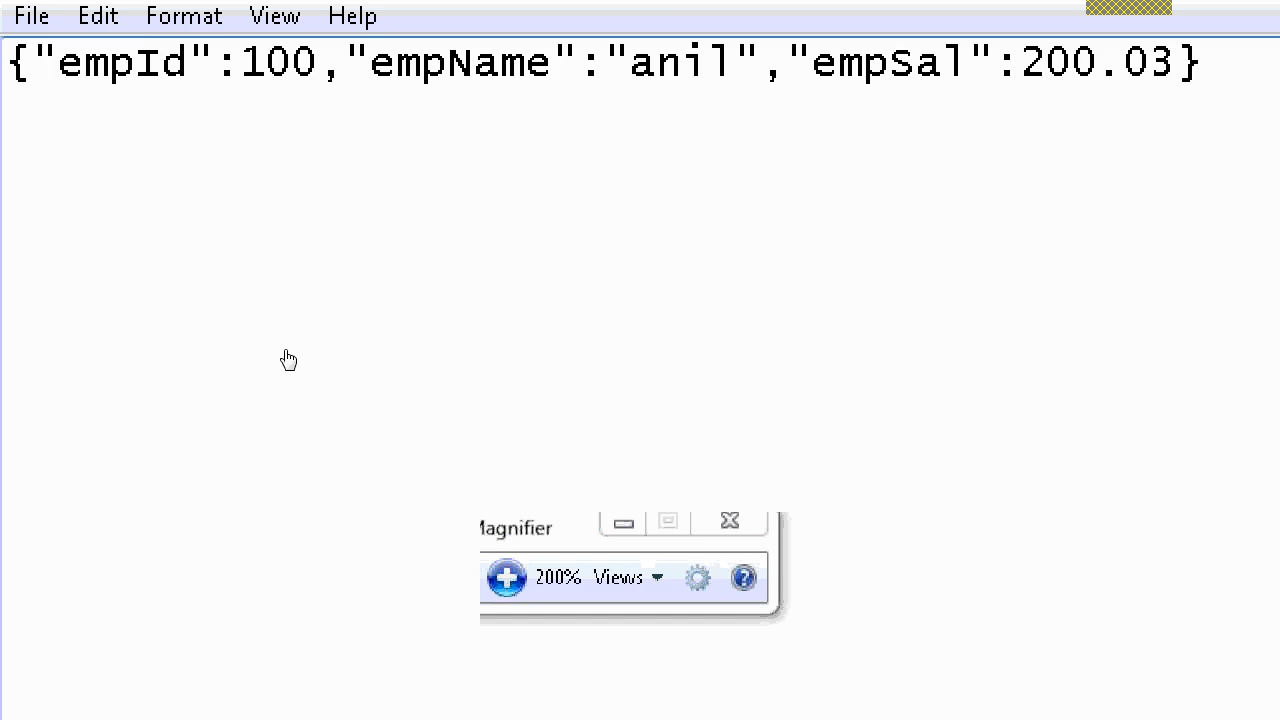 File Edit Format View Help
{"empId":100,"empName":"anil","empSal":200.03}
Magnifier
200% Views